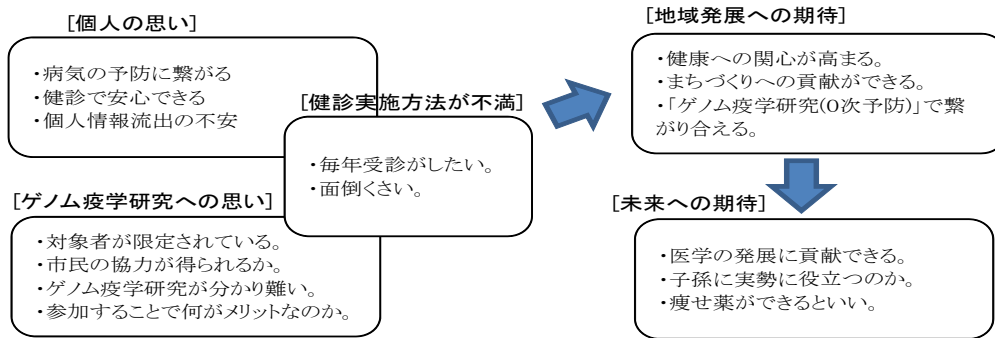 [個人の思い]
・病気の予防に繋がる
・健診で安心できる
・個人情報流出の不安
[健診実施方法が不満]
・毎年受診がしたい。
・面倒くさい。
[ゲノム疫学研究への思い]
・対象者が限定されている。
・市民の協力が得られるか。
・ゲノム疫学研究が分かり難い。
・参加することで何がメリットなのか。
[地域発展への期待]
・健康への関心が高まる。
・まちづくりへの貢献ができる。
・「ゲノム疫学研究(0次予防)」で繋
がり合える。
[未来への期待]
・医学の発展に貢献できる。
・子孫に実勢に役立つのか。
・痩せ薬ができるといい。